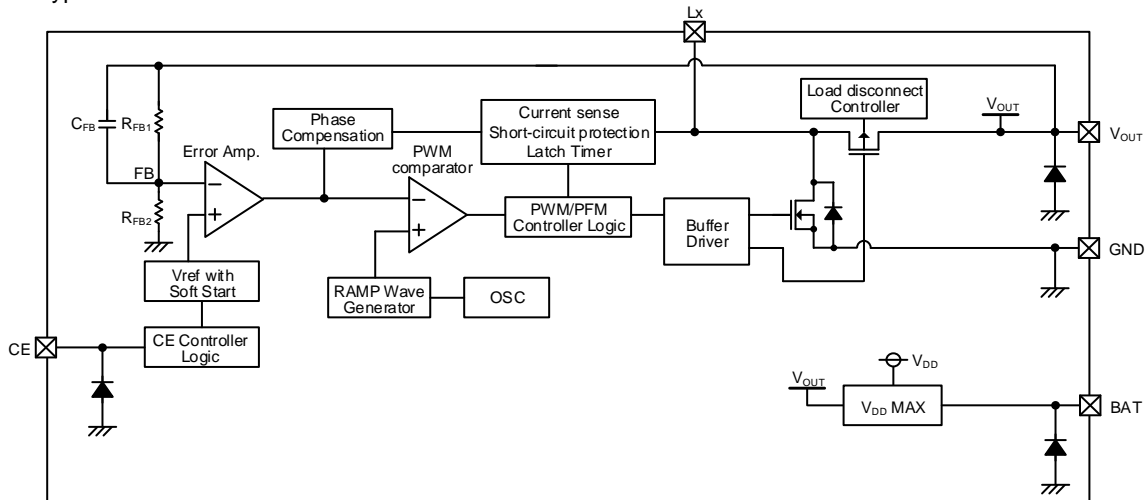 Lx
Load disconnect
Controller
Current sense
Short-circuit protection
Latch Timer
Phase
Compensation
CFB
RFB1
VOUT
VOUT
Error Amp.
PWM
comparator
FB
RFB2
PWM/PFM
Controller Logic
Buffer
Driver
GND
Vref with
Soft Start
RAMP Wave
Generator
OSC
CE
CE Controller
Logic
VDD
VOUT
VDD MAX
BAT